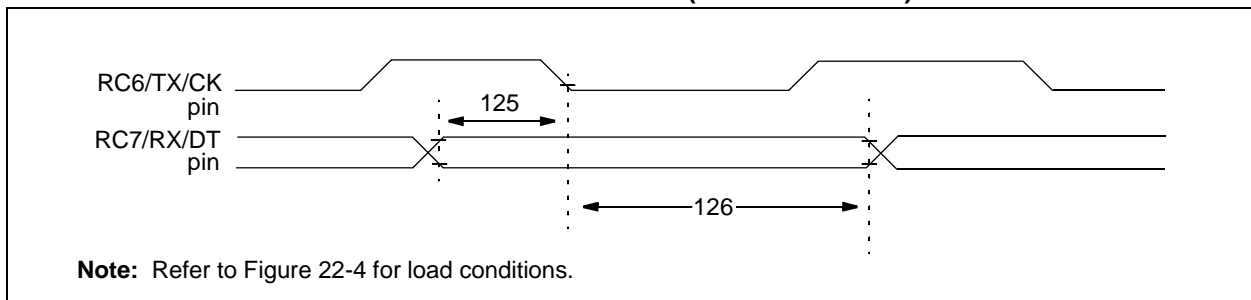 RC6/TX/CK
pin
125
RC7/RX/DT
pin
126
Note: Refer to Figure 22-4 for load conditions.